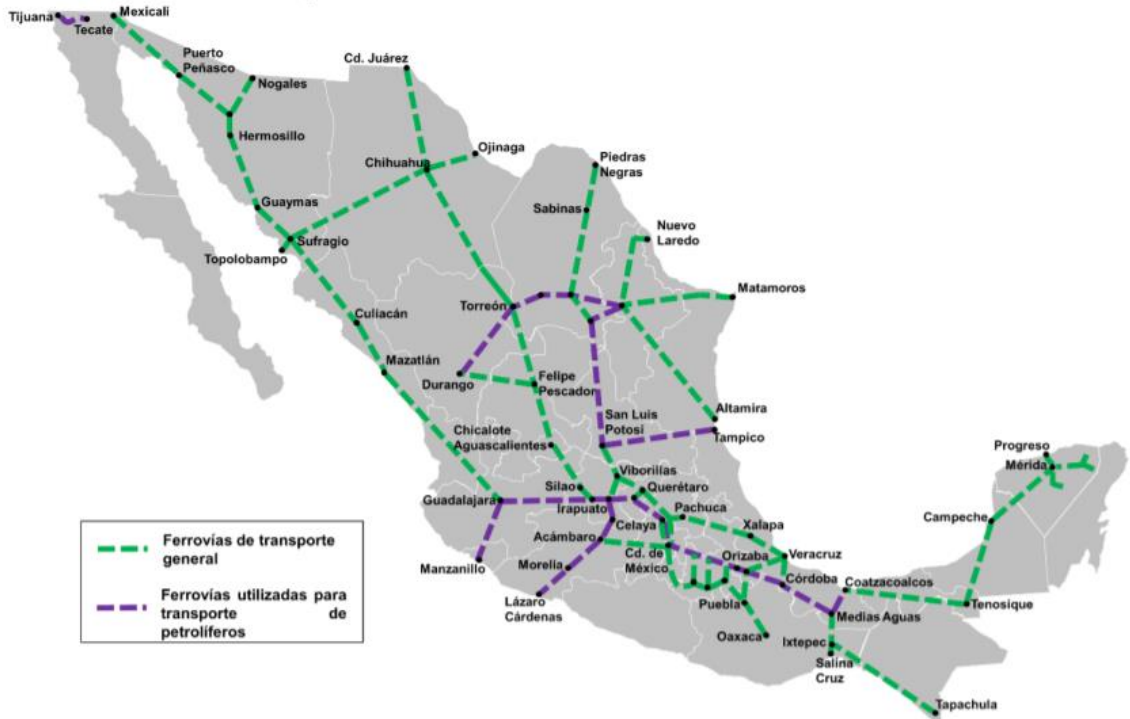 Tijuana
Tecate
Mexicali
Puerto
Peñasco
Nogales
Hermosillo
Guaymas
Sufragio
Topolobampo
Cd. Juárez
Ojinaga
Chihuahua
Piedras
Negras
Sabinas
Nuevo
Laredo
Matamoros
Torreón
Culiacán
Mazatlán
Durango
Felipe
Pescador
Altamira
Tampico
San Luis
Potosí
Chicalote
Aguascalientes
Viborillas
Silao
Querétaro
Guadalajara
Irapuato
Pachuca
Celaya
Xalapa
Acámbaro
Cd. de
México
Orizaba
Veracruz
Manzanillo
Morelia
Córdoba
Coatzacoalcos
Lázaro
Cárdenas
Puebla
Medias Aguas
Oaxaca
Ixtepec
Salina
Cruz
Tapachula
Tenosique
Campeche
Progreso
Mérida
Ferrovías de transporte
general
Ferrovías utilizadas para
transporte de
petrolíferos